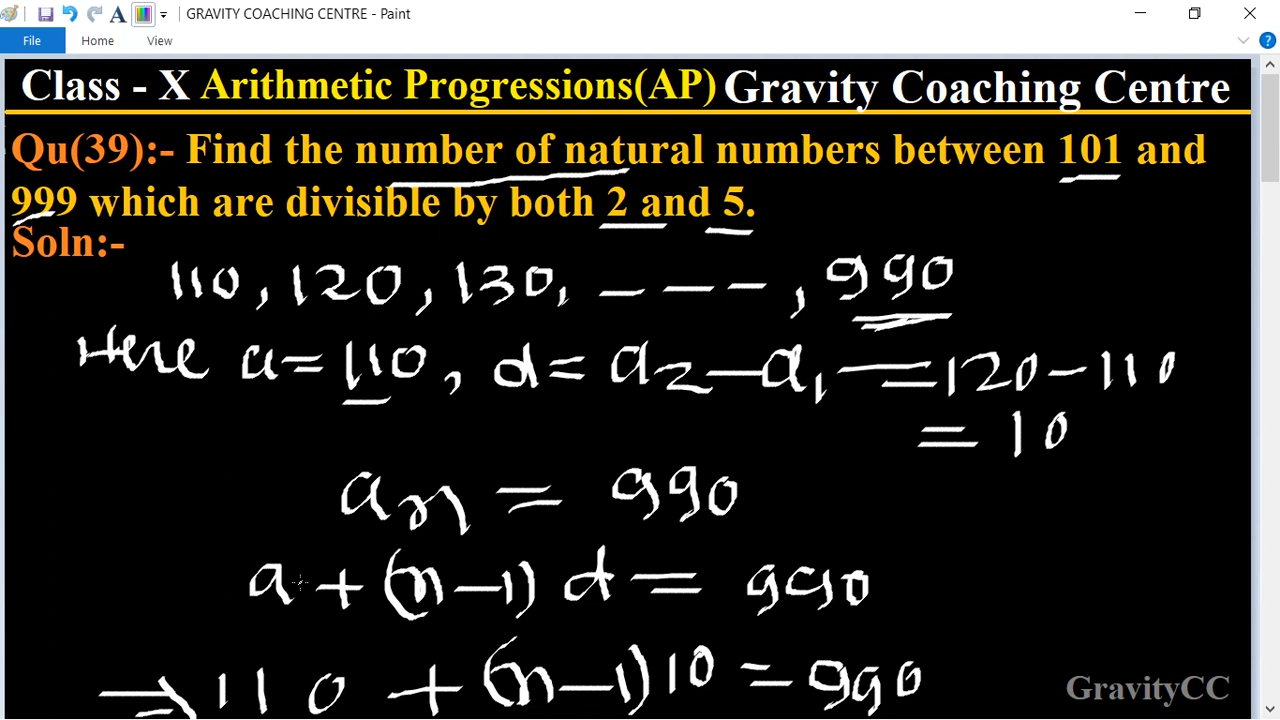 GRAVITY COACHING CENTRE - Paint
File Home View
Class - X Arithmetic Progressions(AP) Gravity Coaching Centre
Qu(39):- Find the number of natural numbers between 101 and
999 which are divisible by both 2 and 5.
Soln:-
110, 120, 130, - - - -, 990
Here a = 110, d = a₂ - a₁ = 120 - 110
= 10
aₙ = 990
a + (n - 1) d = 990
⇒ 110 + (n - 1) 10 = 990
GravityCC